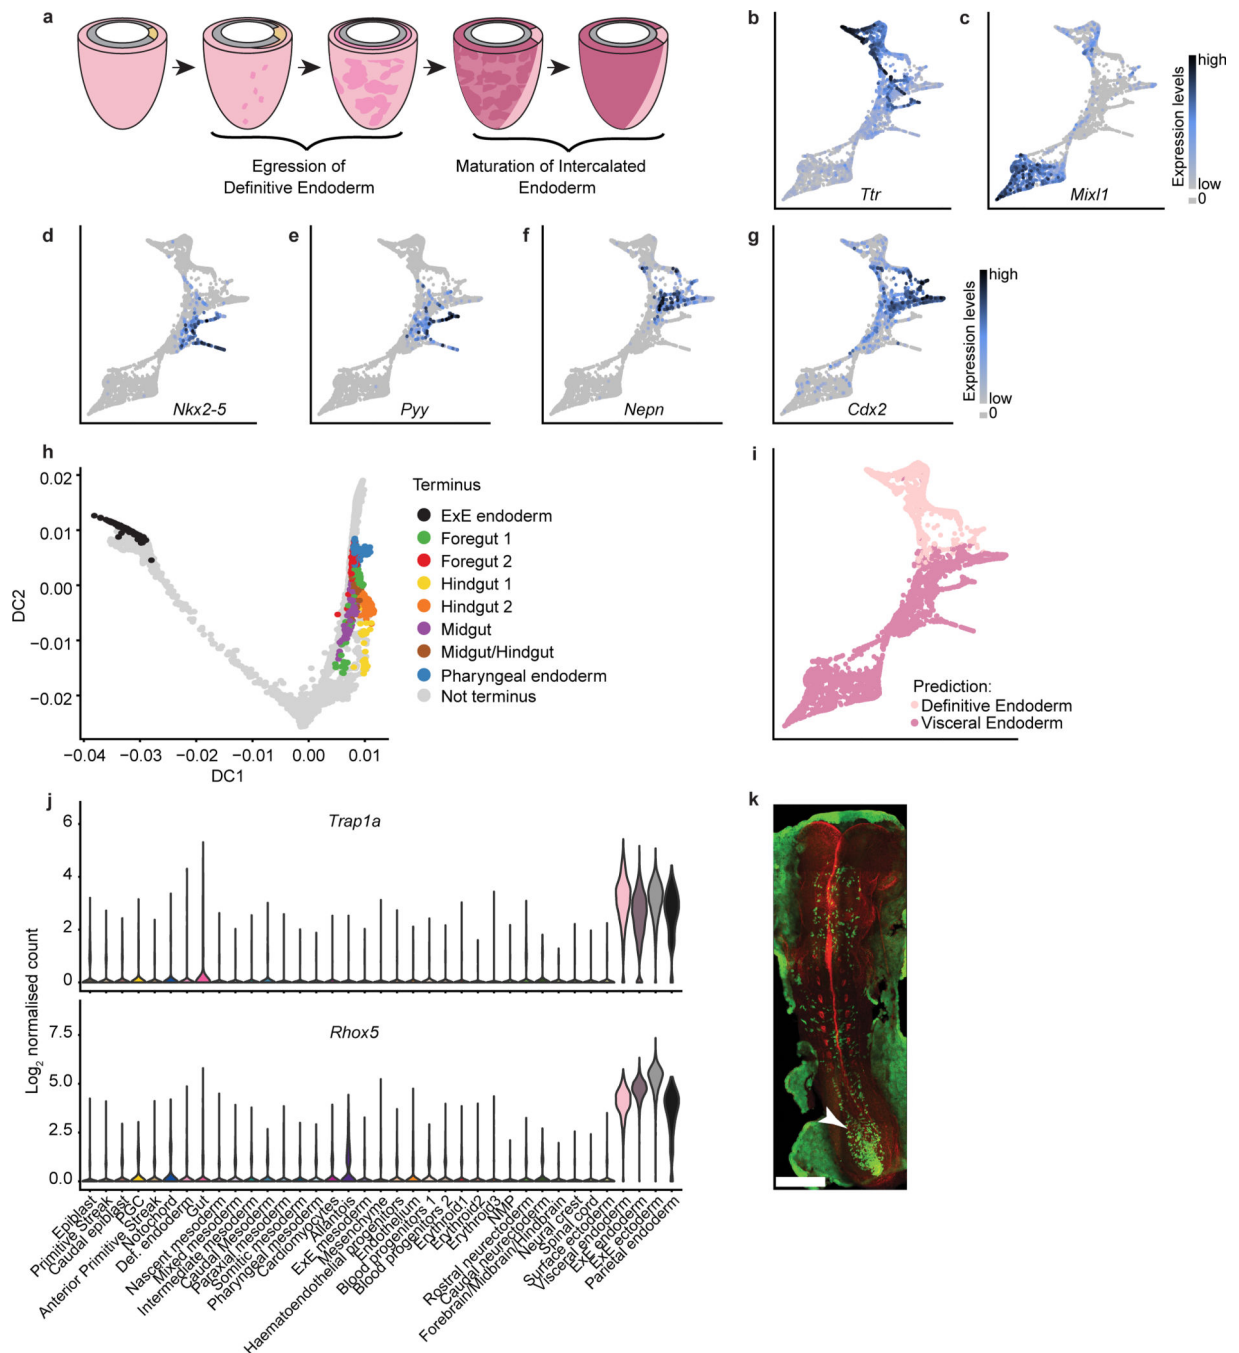 a
Egression of
Definitive Endoderm
Maturation of Intercalated
Endoderm
b
Ttr
c
Mixl1
Expression levels
high
low
0
d
Nkx2-5
e
Pyy
f
Nepn
g
Cdx2
Expression levels
high
low
0
h
DC2
0.02
0.01
0.00
−0.01
−0.02
−0.04
−0.03
−0.02
−0.01
0.00
0.01
DC1
Terminus
ExE endoderm
Foregut 1
Foregut 2
Hindgut 1
Hindgut 2
Midgut
Midgut/Hindgut
Pharyngeal endoderm
Not terminus
i
Prediction:
Definitive Endoderm
Visceral Endoderm
j
Log2 normalised count
Trap1a
6
4
2
0
Rhox5
7.5
5.0
2.5
0.0
Epiblast
Primitive Streak
Caudal epiblast
PGC
Anterior Primitive Streak
Notochord
Def. endoderm
Gut
Nascent mesoderm
Mixed mesoderm
Intermediate mesoderm
Caudal Mesoderm
Paraxial mesoderm
Somitic mesoderm
Pharyngeal mesoderm
Cardiomyocytes
Allantois
ExE mesoderm
Mesenchyme
Haematoendothelial progenitors
Endothelium
Blood progenitors 1
Blood progenitors 2
Erythroid1
Erythroid2
Erythroid3
NMP
Rostral neurectoderm
Caudal neurectoderm
Forebrain/Midbrain/Hindbrain
Neural crest
Spinal cord
Surface ectoderm
Visceral endoderm
ExE endoderm
ExE ectoderm
Parietal endoderm
k